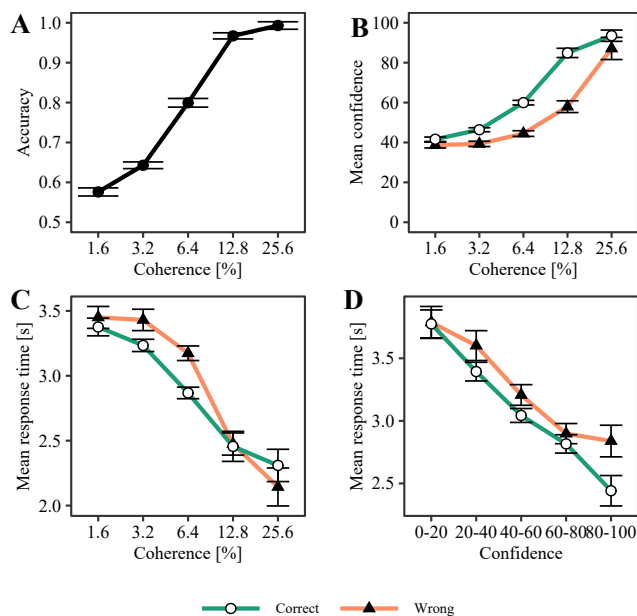 A
Accuracy
1.0
0.9
0.8
0.7
0.6
0.5
1.6 3.2 6.4 12.8 25.6
Coherence [%]
B
Mean confidence
100
80
60
40
20
0
1.6 3.2 6.4 12.8 25.6
Coherence [%]
C
Mean response time [s]
3.5
3.0
2.5
2.0
1.6 3.2 6.4 12.8 25.6
Coherence [%]
D
Mean response time [s]
3.5
3.0
2.5
0-20 20-40 40-60 60-80 80-100
Confidence
Correct Wrong